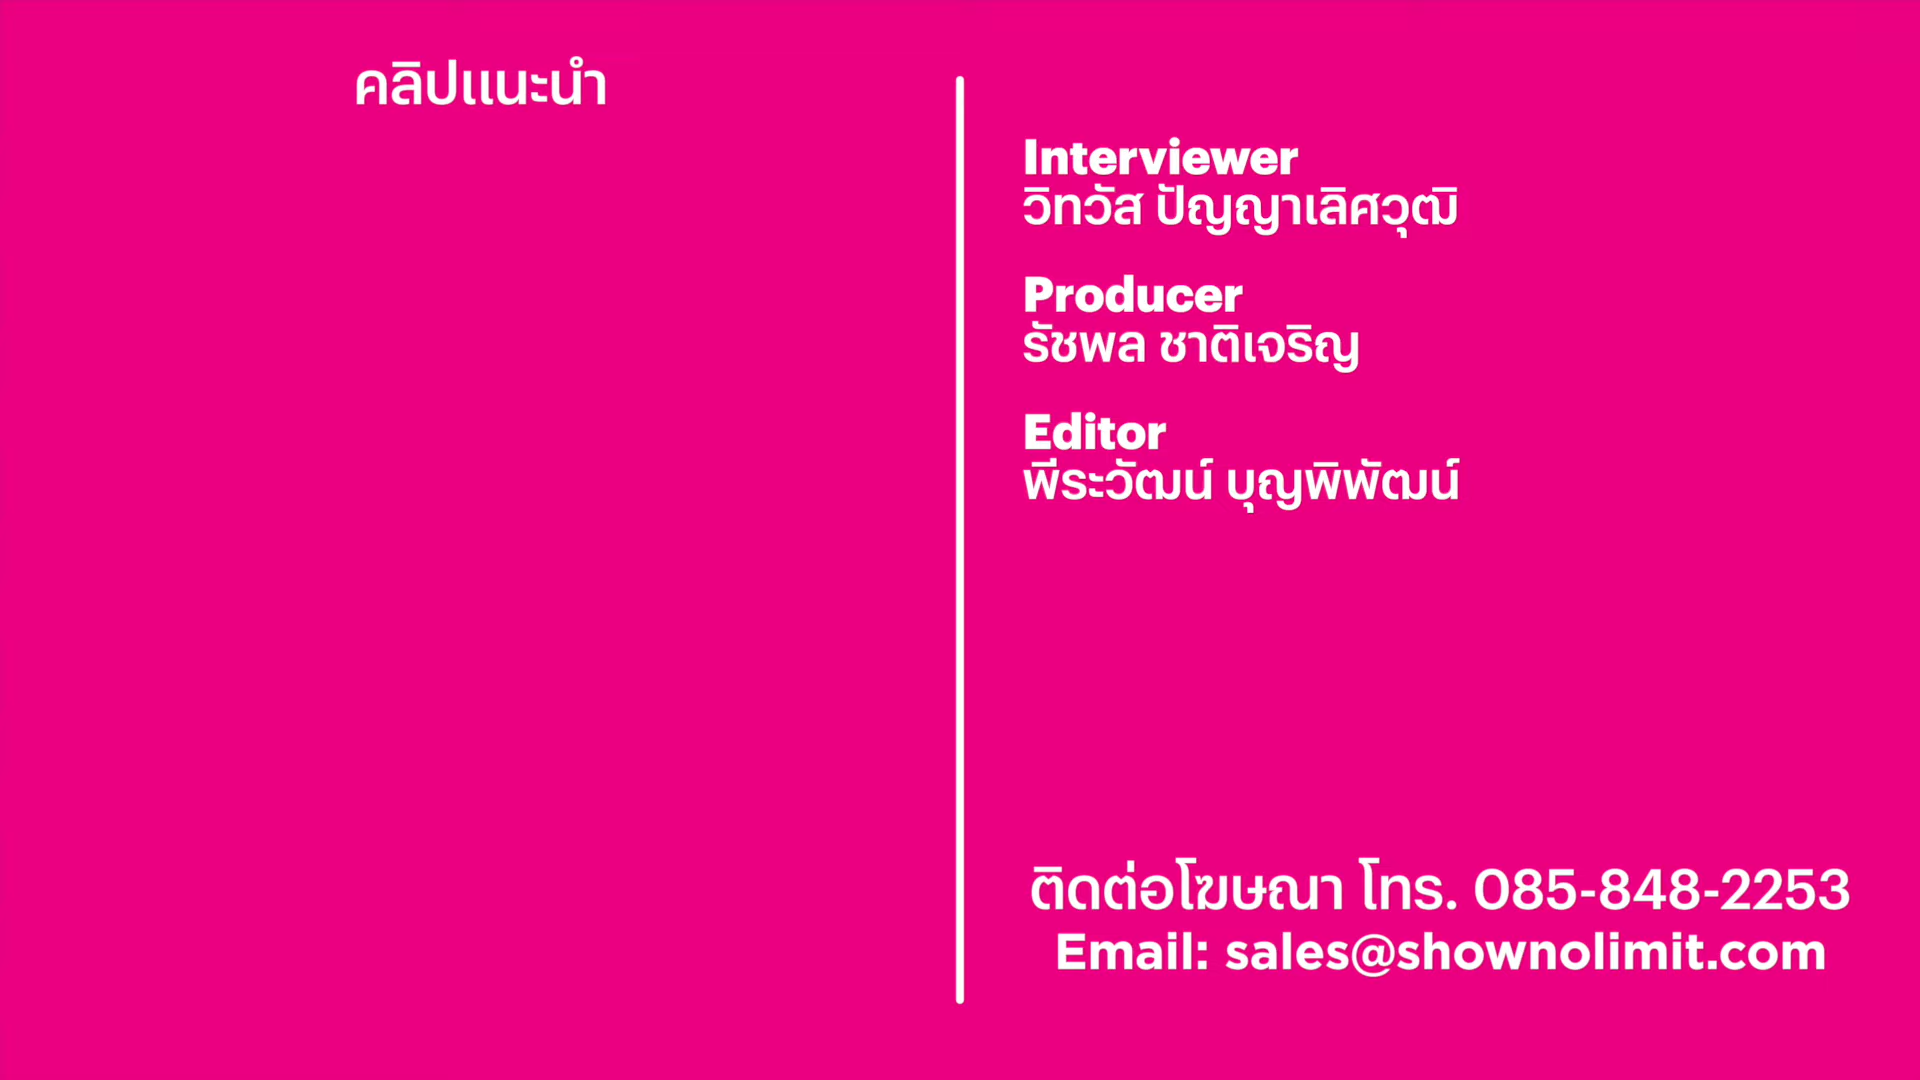 คลิปแนะนำ
Interviewer
วิทวัส ปัญญาเลิศวุฒิ
Producer
รัชพล ชาติเจริญ
Editor
พีระวัฒน์ บุญพิพัฒน์
ติดต่อโฆษณา โทร. 085-848-2253
Email: sales@shownolimit.com